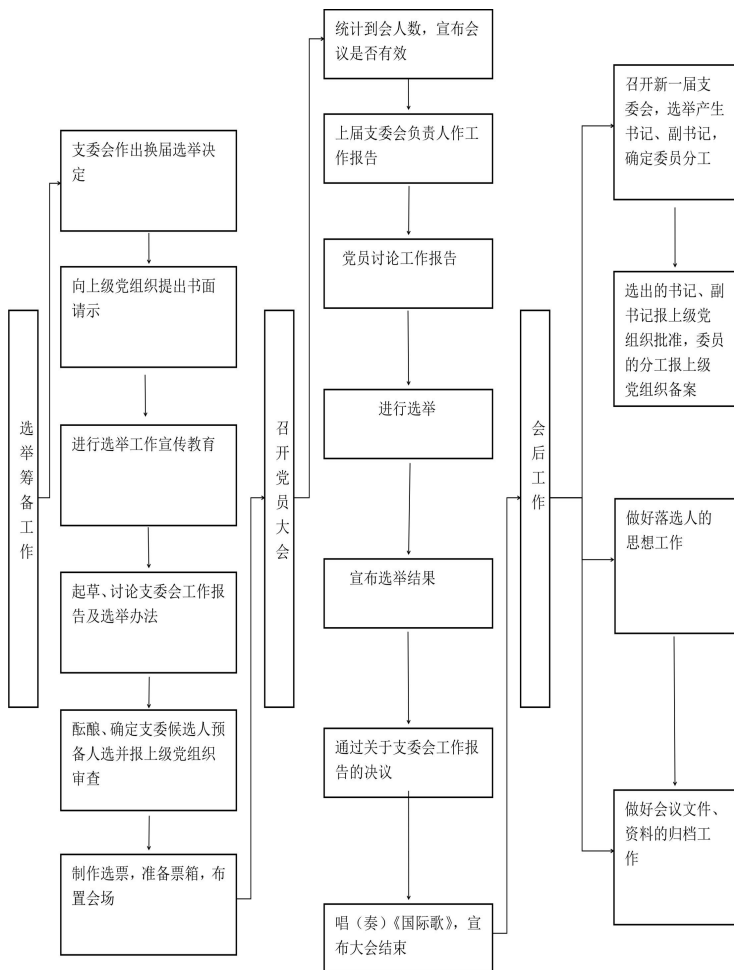 选举筹备工作
支委会作出换届选举决
定
向上级党组织提出书面
请示
进行选举工作宣传教育
起草、讨论支委会工作报
告及选举办法
酝酿、确定支委候选人预
备人选并报上级党组织
审查
制作选票，准备票箱，布
置会场
召开党员大会
统计到会人数，宣布会
议是否有效
上届支委会负责人作工
作报告
党员讨论工作报告
进行选举
宣布选举结果
通过关于支委会工作报
告的决议
唱（奏）《国际歌》，宣
布大会结束
会后工作
召开新一届支
委会，选举产生
书记、副书记，
确定委员分工
选出的书记、副
书记报上级党
组织批准，委员
的分工报上级
党组织备案
做好落选人的
思想工作
做好会议文件、
资料的归档工
作